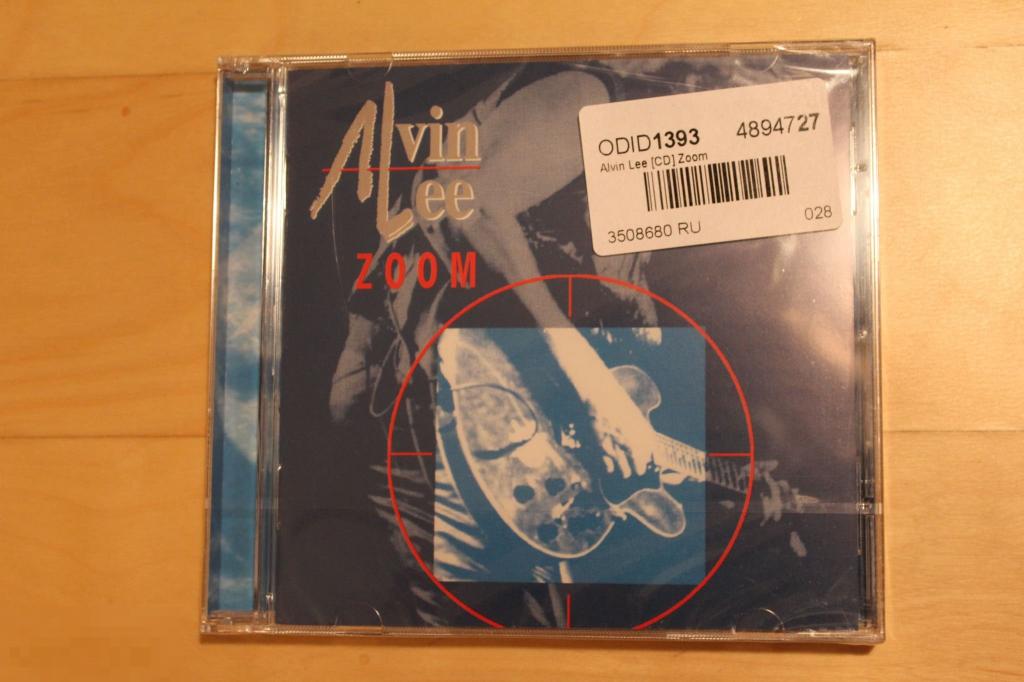 Alvin
Lee
ZOOM
ODID1393 4894727
Alvin Lee [CD] Zoom
3508680 RU 028